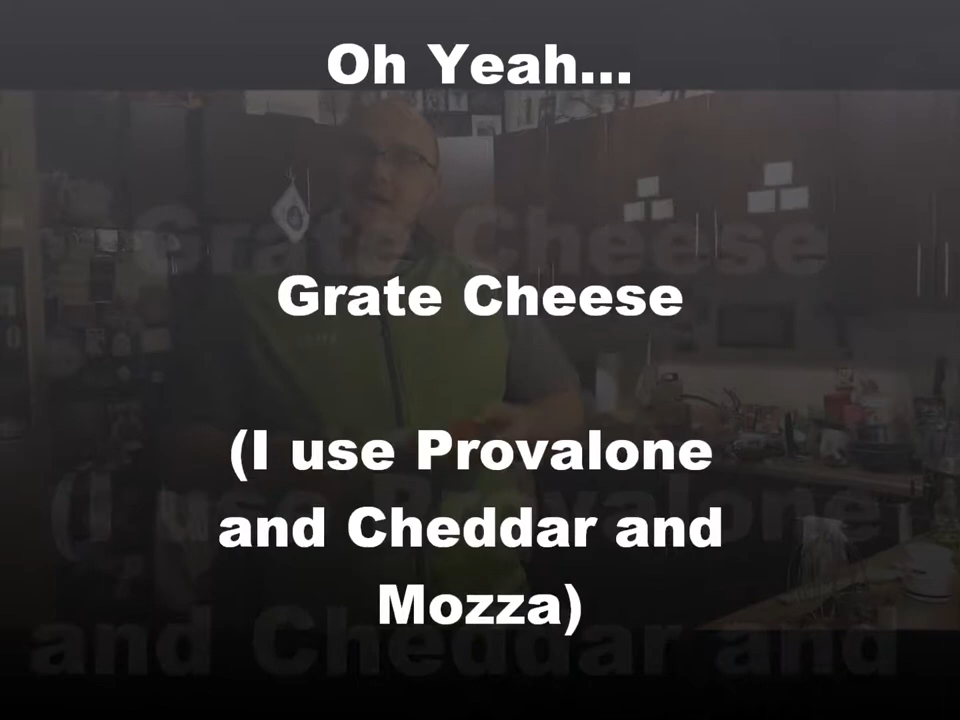 Oh Yeah...
Grate Cheese
(I use Provalone
and Cheddar and
Mozza)